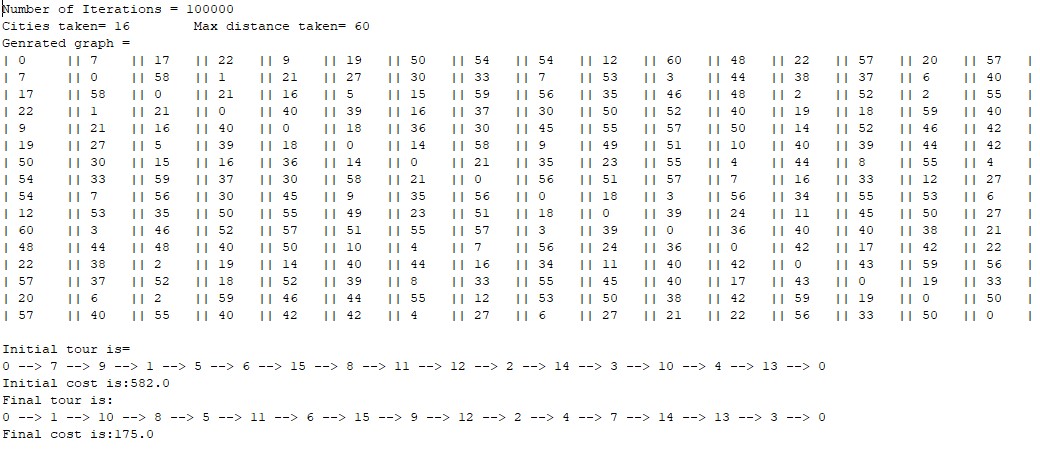 Number of Iterations = 100000
Cities taken= 16 Max distance taken= 60
Genrated graph =
| 0 || 7 || 17 || 22 || 9 || 19 || 50 || 54 || 54 || 12 || 60 || 48 || 22 || 57 || 20 || 57 |
| 7 || 0 || 58 || 1 || 21 || 27 || 30 || 33 || 7 || 53 || 3 || 44 || 38 || 37 || 6 || 40 |
| 17 || 58 || 0 || 21 || 16 || 5 || 15 || 59 || 56 || 35 || 46 || 48 || 2 || 52 || 2 || 55 |
| 22 || 1 || 21 || 0 || 40 || 39 || 16 || 37 || 30 || 50 || 52 || 40 || 19 || 18 || 59 || 40 |
| 9 || 21 || 16 || 40 || 0 || 18 || 36 || 30 || 45 || 55 || 57 || 50 || 14 || 52 || 46 || 42 |
| 19 || 27 || 5 || 39 || 18 || 0 || 14 || 58 || 9 || 49 || 51 || 10 || 40 || 39 || 44 || 42 |
| 50 || 30 || 15 || 16 || 36 || 14 || 0 || 21 || 35 || 23 || 55 || 4 || 44 || 8 || 55 || 4 |
| 54 || 33 || 59 || 37 || 30 || 58 || 21 || 0 || 56 || 51 || 57 || 7 || 16 || 33 || 12 || 27 |
| 54 || 7 || 56 || 30 || 45 || 9 || 35 || 56 || 0 || 18 || 3 || 56 || 34 || 55 || 53 || 6 |
| 12 || 53 || 35 || 50 || 55 || 49 || 23 || 51 || 18 || 0 || 39 || 24 || 11 || 45 || 50 || 27 |
| 60 || 3 || 46 || 52 || 57 || 51 || 55 || 57 || 3 || 39 || 0 || 36 || 40 || 40 || 38 || 21 |
| 48 || 44 || 48 || 40 || 50 || 10 || 4 || 7 || 56 || 24 || 36 || 0 || 42 || 17 || 42 || 22 |
| 22 || 38 || 2 || 19 || 14 || 40 || 44 || 16 || 34 || 11 || 40 || 42 || 0 || 43 || 59 || 56 |
| 57 || 37 || 52 || 18 || 52 || 39 || 8 || 33 || 55 || 45 || 40 || 17 || 43 || 0 || 19 || 33 |
| 20 || 6 || 2 || 59 || 46 || 44 || 55 || 12 || 53 || 50 || 38 || 42 || 59 || 19 || 0 || 50 |
| 57 || 40 || 55 || 40 || 42 || 42 || 4 || 27 || 6 || 27 || 21 || 22 || 56 || 33 || 50 || 0 |
Initial tour is=
0 --> 7 --> 9 --> 1 --> 5 --> 6 --> 15 --> 8 --> 11 --> 12 --> 2 --> 14 --> 3 --> 10 --> 4 --> 13 --> 0
Initial cost is:582.0
Final tour is:
0 --> 1 --> 10 --> 8 --> 5 --> 11 --> 6 --> 15 --> 9 --> 12 --> 2 --> 4 --> 7 --> 14 --> 13 --> 3 --> 0
Final cost is:175.0